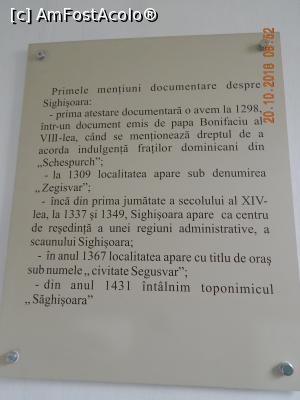 [c] AmFostAcolo®
20-10-2018 08:52
Primele mențiuni documentare despre
Sighișoara:
- prima atestare documentară o avem la 1298,
într-un document emis de papa Bonifaciu al
VIII-lea, când se menționează dreptul de a
acorda indulgență fraților dominicani din
„Schespurch”;
- la 1309 localitatea apare sub denumirea
„Zegisvar”;
- încă din prima jumătate a secolului al XIV-
lea, la 1337 și 1349, Sighișoara apare ca centru
de reședință a unei regiuni administrative, a
scaunului Sighișoara;
- în anul 1367 localitatea apare cu titlu de oraș
sub numele „civitate Segusvar”;
- din anul 1431 întâlnim toponimicul
„Săghișoara”